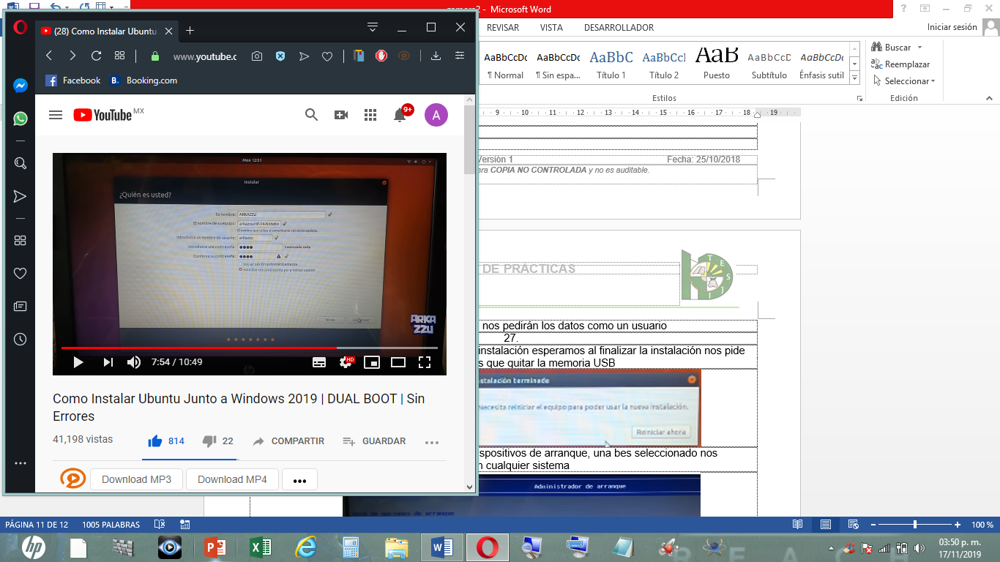 (28) Como Instalar Ubuntu
www.youtube.c
Facebook
Booking.com
YouTube MX
9+
A
Mon 12:51
Instalar
¿Quién es usted?
Su nombre: ARKAZZU
El nombre de su equipo: arkazzu-HP-14-Notebo
El nombre que utiliza al comunicarse con otros equipos.
Introduzca un nombre de usuario: arkazzu
Introduzca una contraseña: Contraseña corta
Confirme su contraseña:
Iniciar sesión automáticamente
Solicitar mi contraseña para iniciar sesión
Atrás
Continuar
ARKA
ZZU
7:54 / 10:49
HD
Como Instalar Ubuntu Junto a Windows 2019 | DUAL BOOT | Sin
Errores
41,198 vistas
814
22
COMPARTIR
GUARDAR
Download MP3
Download MP4
- Microsoft Word
REVISAR
VISTA
DESARROLLADOR
Iniciar sesión
AaBbCcDc
¶ Normal
AaBbCcDc
¶ Sin espa...
AaBbC
Título 1
AaBbCcI
Título 2
AaB
Puesto
AaBbCcD
Subtítulo
AaBbCcDc
Énfasis sutil
Estilos
Buscar
Reemplazar
Seleccionar
Edición
9 10 11 12 13 14 15 16 17 18 19
Versión 1
Fecha: 25/10/2018
era COPIA NO CONTROLADA y no es auditable.
DE PRÁCTICAS
T E S J I
nos pedirán los datos como un usuario
27.
instalación esperamos al finalizar la instalación nos pide
s que quitar la memoria USB
stalación terminada
Necesita reiniciar el equipo para poder usar la nueva instalación.
Reiniciar ahora
spositivos de arranque, una bes seleccionado nos
n cualquier sistema
Administrador de arranque
de opciones de arranque
PÁGINA 11 DE 12
1005 PALABRAS
100 %
hp
R E A C H
03:50 p. m.
17/11/2019